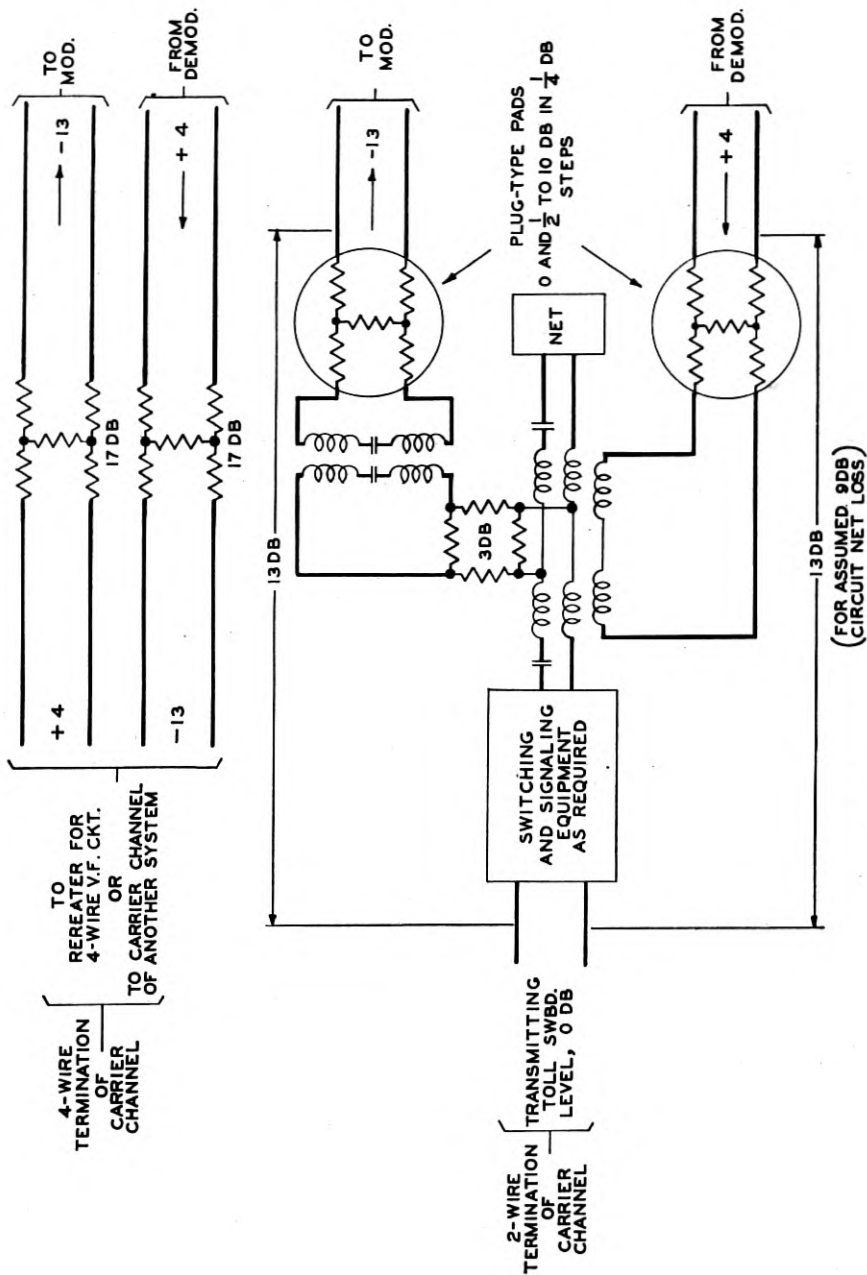 4-WIRE
TERMINATION
OF
CARRIER
CHANNEL
TO
REREATER FOR
4-WIRE V.F. CKT.
OR
TO CARRIER CHANNEL
OF ANOTHER SYSTEM
+4
-13
17 DB
17 DB
-13
+4
TO
MOD.
FROM
DEMOD.
2-WIRE
TERMINATION
OF
CARRIER
CHANNEL
TRANSMITTING
TOLL SWBD.
LEVEL, 0 DB
13DB
SWITCHING
AND SIGNALING
EQUIPMENT
AS REQUIRED
3DB
NET
PLUG-TYPE PADS
0 AND 1/2 TO 10 DB IN 1/4 DB
STEPS
-13
TO
MOD.
+4
FROM
DEMOD.
13DB
(FOR ASSUMED 9DB
CIRCUIT NET LOSS)